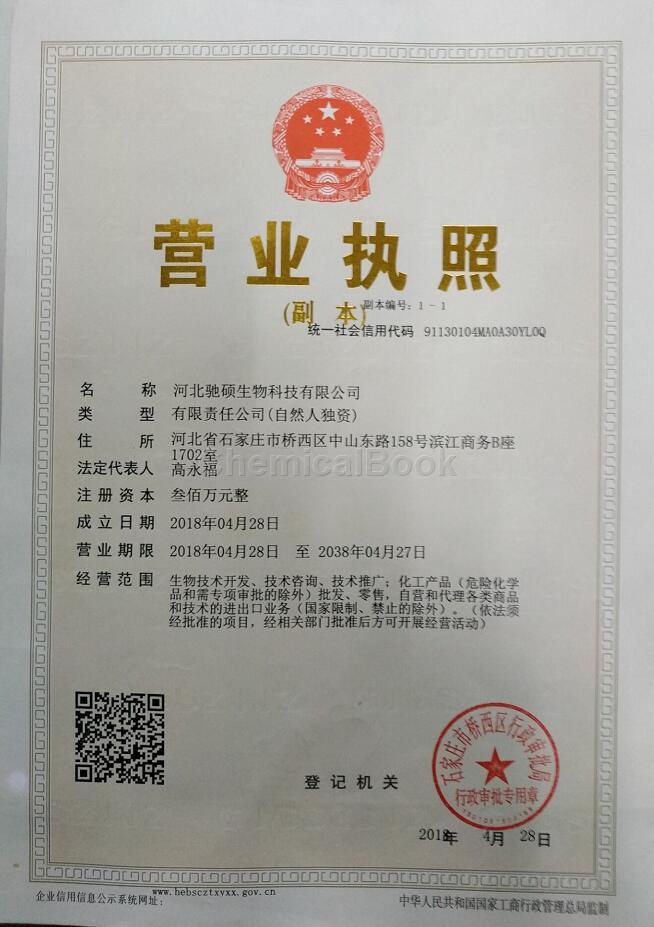 营业执照
(副 本)
副本编号：1-1
统一社会信用代码 91130104MA0A30YL0Q
名 称 河北驰硕生物科技有限公司
类 型 有限责任公司(自然人独资)
住 所 河北省石家庄市桥西区中山东路158号滨江商务B座
1702室
法定代表人 高永福
注册资本 叁佰万元整
成立日期 2018年04月28日
营业期限 2018年04月28日 至 2038年04月27日
经营范围 生物技术开发、技术咨询、技术推广；化工产品（危险化学
品和需专项审批的除外）批发、零售，自营和代理各类商品
和技术的进出口业务（国家限制、禁止的除外）。（依法须
经批准的项目，经相关部门批准后方可开展经营活动）
ChemicalBook
石家庄市桥西区行政审批局
行政审批专用章
登记机关
2018年 4月 28日
企业信用信息公示系统网址：www.hebscztxyxx.gov.cn
中华人民共和国国家工商行政管理总局监制